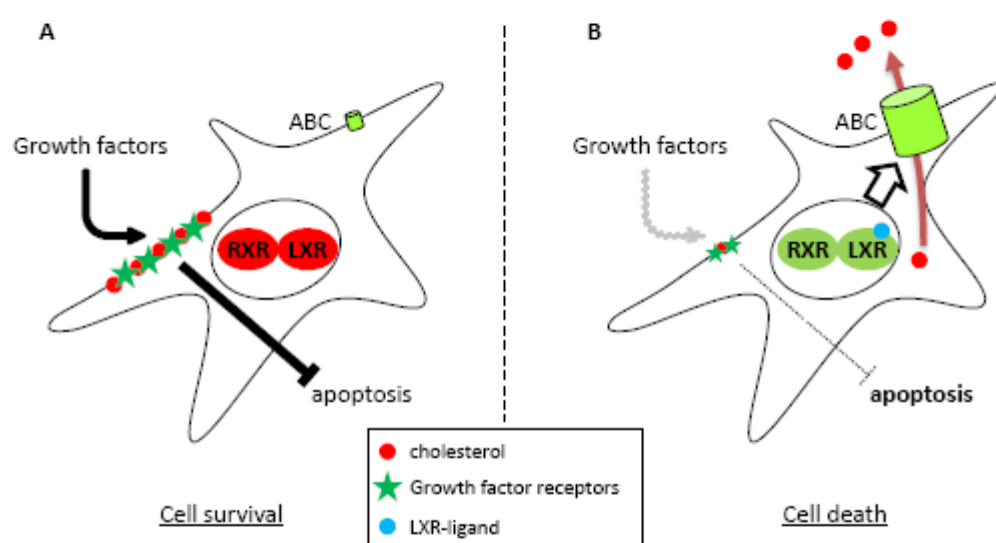 A
Growth factors
ABC
RXR LXR
apoptosis
Cell survival
B
Growth factors
ABC
RXR LXR
apoptosis
Cell death
cholesterol
Growth factor receptors
LXR-ligand